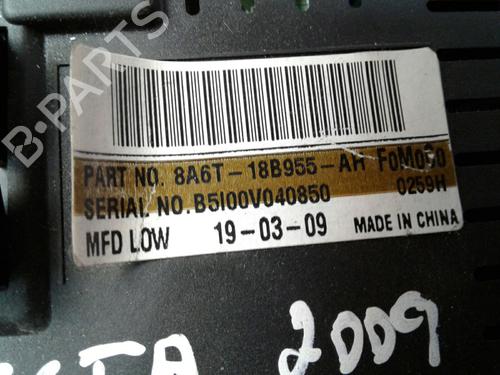 B-PARTS
PART NO. 8A6T-18B955-AH FoMoCo
SERIAL NO. B5I00V040850 0259H
MFD LOW 19-03-09 MADE IN CHINA
2009